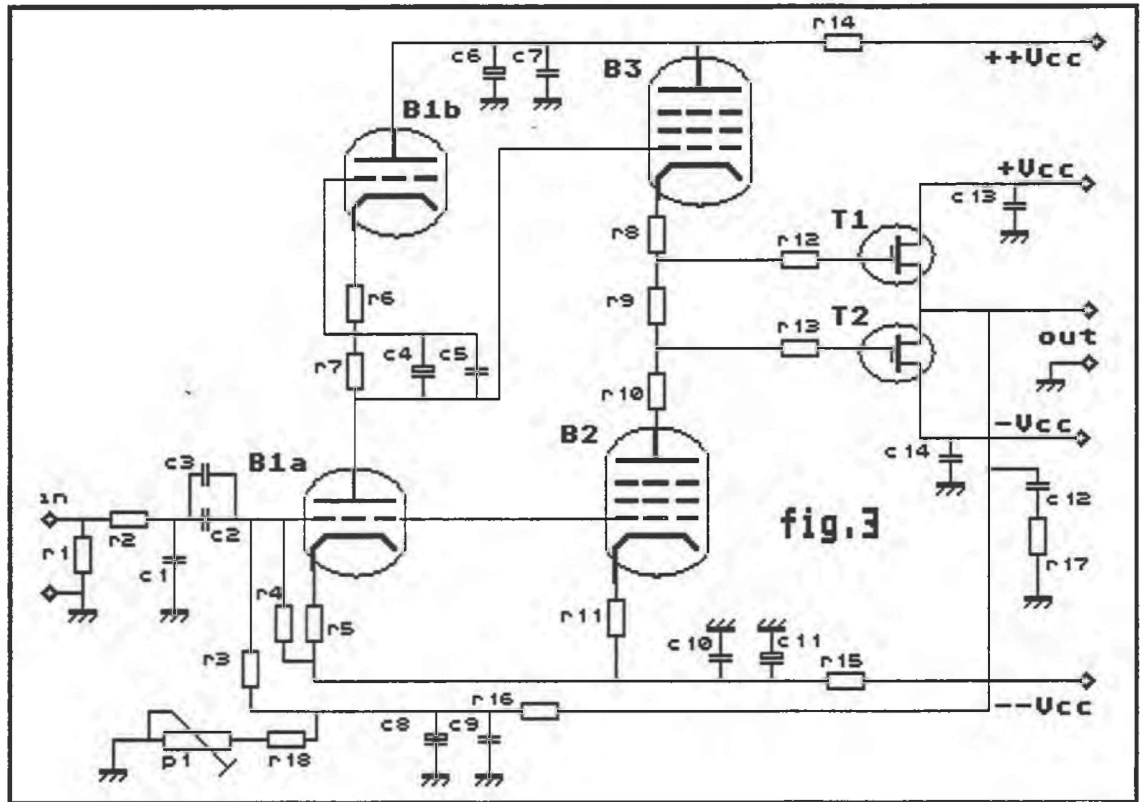 r14
++Vcc
c6
c7
B3
B1b
+Vcc
c13
T1
r8
r12
r6
r9
T2
r13
out
r7
c4
c5
r10
-Vcc
B2
c14
c3
B1a
c12
in
r2
c2
fig.3
r1
c1
r17
r4
r5
r11
c10
c11
r3
r15
r16
--Vcc
c8
c9
p1
r18